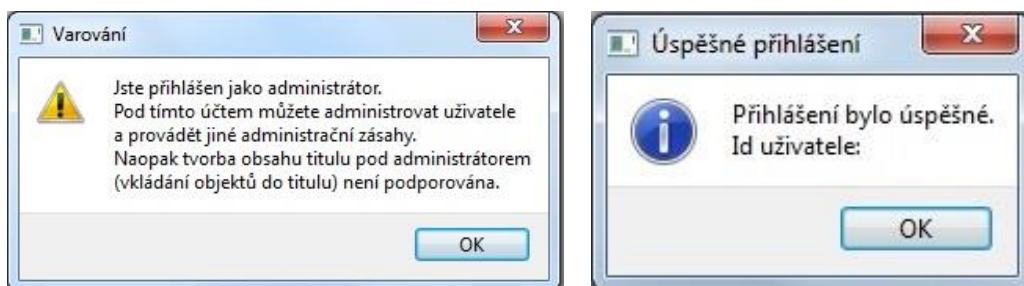 Varování
Jste přihlášen jako administrátor.
Pod tímto účtem můžete administrovat uživatele
a provádět jiné administrační zásahy.
Naopak tvorba obsahu titulu pod administrátorem
(vkládání objektů do titulu) není podporována.
OK
Úspěšné přihlášení
Přihlášení bylo úspěšné.
Id uživatele:
OK